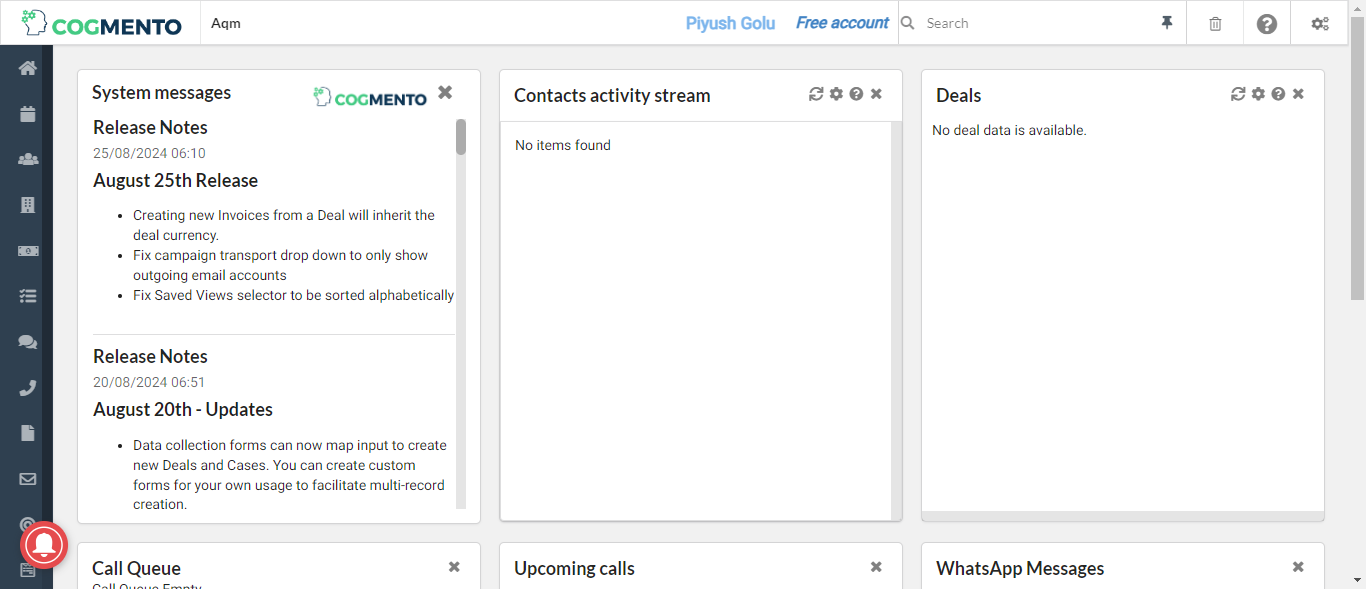 COGMENTO
Aqm
Piyush Golu
Free account
Search
System messages
COGMENTO
Release Notes
25/08/2024 06:10
August 25th Release
• Creating new Invoices from a Deal will inherit the
deal currency.
• Fix campaign transport drop down to only show
outgoing email accounts
• Fix Saved Views selector to be sorted alphabetically
Release Notes
20/08/2024 06:51
August 20th - Updates
• Data collection forms can now map input to create
new Deals and Cases. You can create custom
forms for your own usage to facilitate multi-record
creation.
Contacts activity stream
No items found
Deals
No deal data is available.
Call Queue
Call Queue Empty
Upcoming calls
WhatsApp Messages